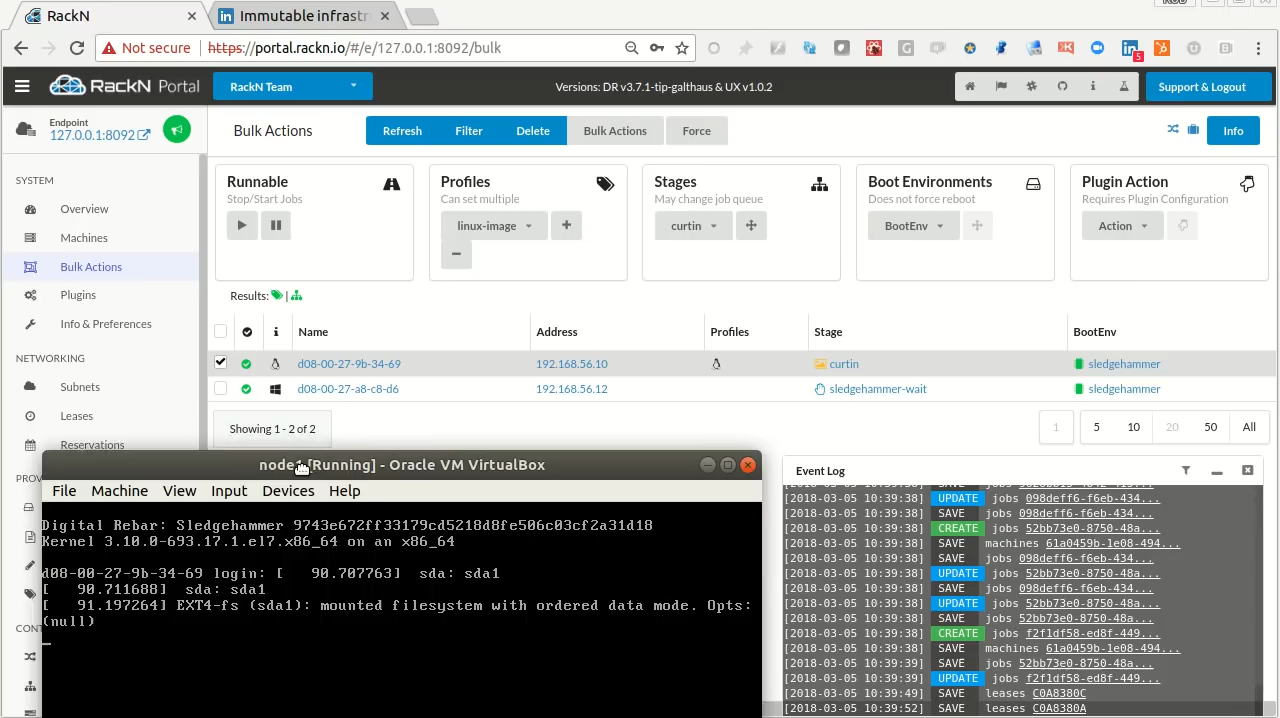 RackN
Immutable infrastr
Not secure https://portal.rackn.io/#/e/127.0.0.1:8092/bulk
5
RackN Portal
RackN Team
Versions: DR v3.7.1-tip-galthaus & UX v1.0.2
Support & Logout
Endpoint
127.0.0.1:8092
Bulk Actions
Refresh
Filter
Delete
Bulk Actions
Force
Info
SYSTEM
Overview
Machines
Bulk Actions
Plugins
Info & Preferences
NETWORKING
Subnets
Leases
Reservations
PROV
CONT
Runnable
Stop/Start Jobs
Profiles
Can set multiple
linux-image
Stages
May change job queue
curtin
Boot Environments
Does not force reboot
BootEnv
Plugin Action
Requires Plugin Configuration
Action
Results: |
Name Address Profiles Stage BootEnv
d08-00-27-9b-34-69 192.168.56.10 curtin sledgehammer
d08-00-27-a8-c8-d6 192.168.56.12 sledgehammer-wait sledgehammer
Showing 1 - 2 of 2
1
5 10 20 50 All
node1 [Running] - Oracle VM VirtualBox
File Machine View Input Devices Help
Digital Rebar: Sledgehammer 9743e672ff33179cd5218d8fe506c03cf2a31d18
Kernel 3.10.0-693.17.1.el7.x86_64 on an x86_64
d08-00-27-9b-34-69 login: [   90.707763]  sda: sda1
[   90.711688]  sda: sda1
[   91.197264] EXT4-fs (sda1): mounted filesystem with ordered data mode. Opts:
(null)
Event Log
[2018-03-05 10:39:38] UPDATE jobs 098deff6-f6eb-434...
[2018-03-05 10:39:38] SAVE jobs 098deff6-f6eb-434...
[2018-03-05 10:39:38] CREATE jobs 52bb73e0-8750-48a...
[2018-03-05 10:39:38] SAVE machines 61a0459b-1e08-494...
[2018-03-05 10:39:38] SAVE jobs 098deff6-f6eb-434...
[2018-03-05 10:39:38] UPDATE jobs 52bb73e0-8750-48a...
[2018-03-05 10:39:38] SAVE jobs 098deff6-f6eb-434...
[2018-03-05 10:39:38] UPDATE jobs 52bb73e0-8750-48a...
[2018-03-05 10:39:38] SAVE jobs 52bb73e0-8750-48a...
[2018-03-05 10:39:38] CREATE jobs f2f1df58-ed8f-449...
[2018-03-05 10:39:38] SAVE machines 61a0459b-1e08-494...
[2018-03-05 10:39:39] SAVE jobs 52bb73e0-8750-48a...
[2018-03-05 10:39:39] UPDATE jobs f2f1df58-ed8f-449...
[2018-03-05 10:39:49] SAVE leases C0A8380C
[2018-03-05 10:39:52] SAVE leases C0A8380A